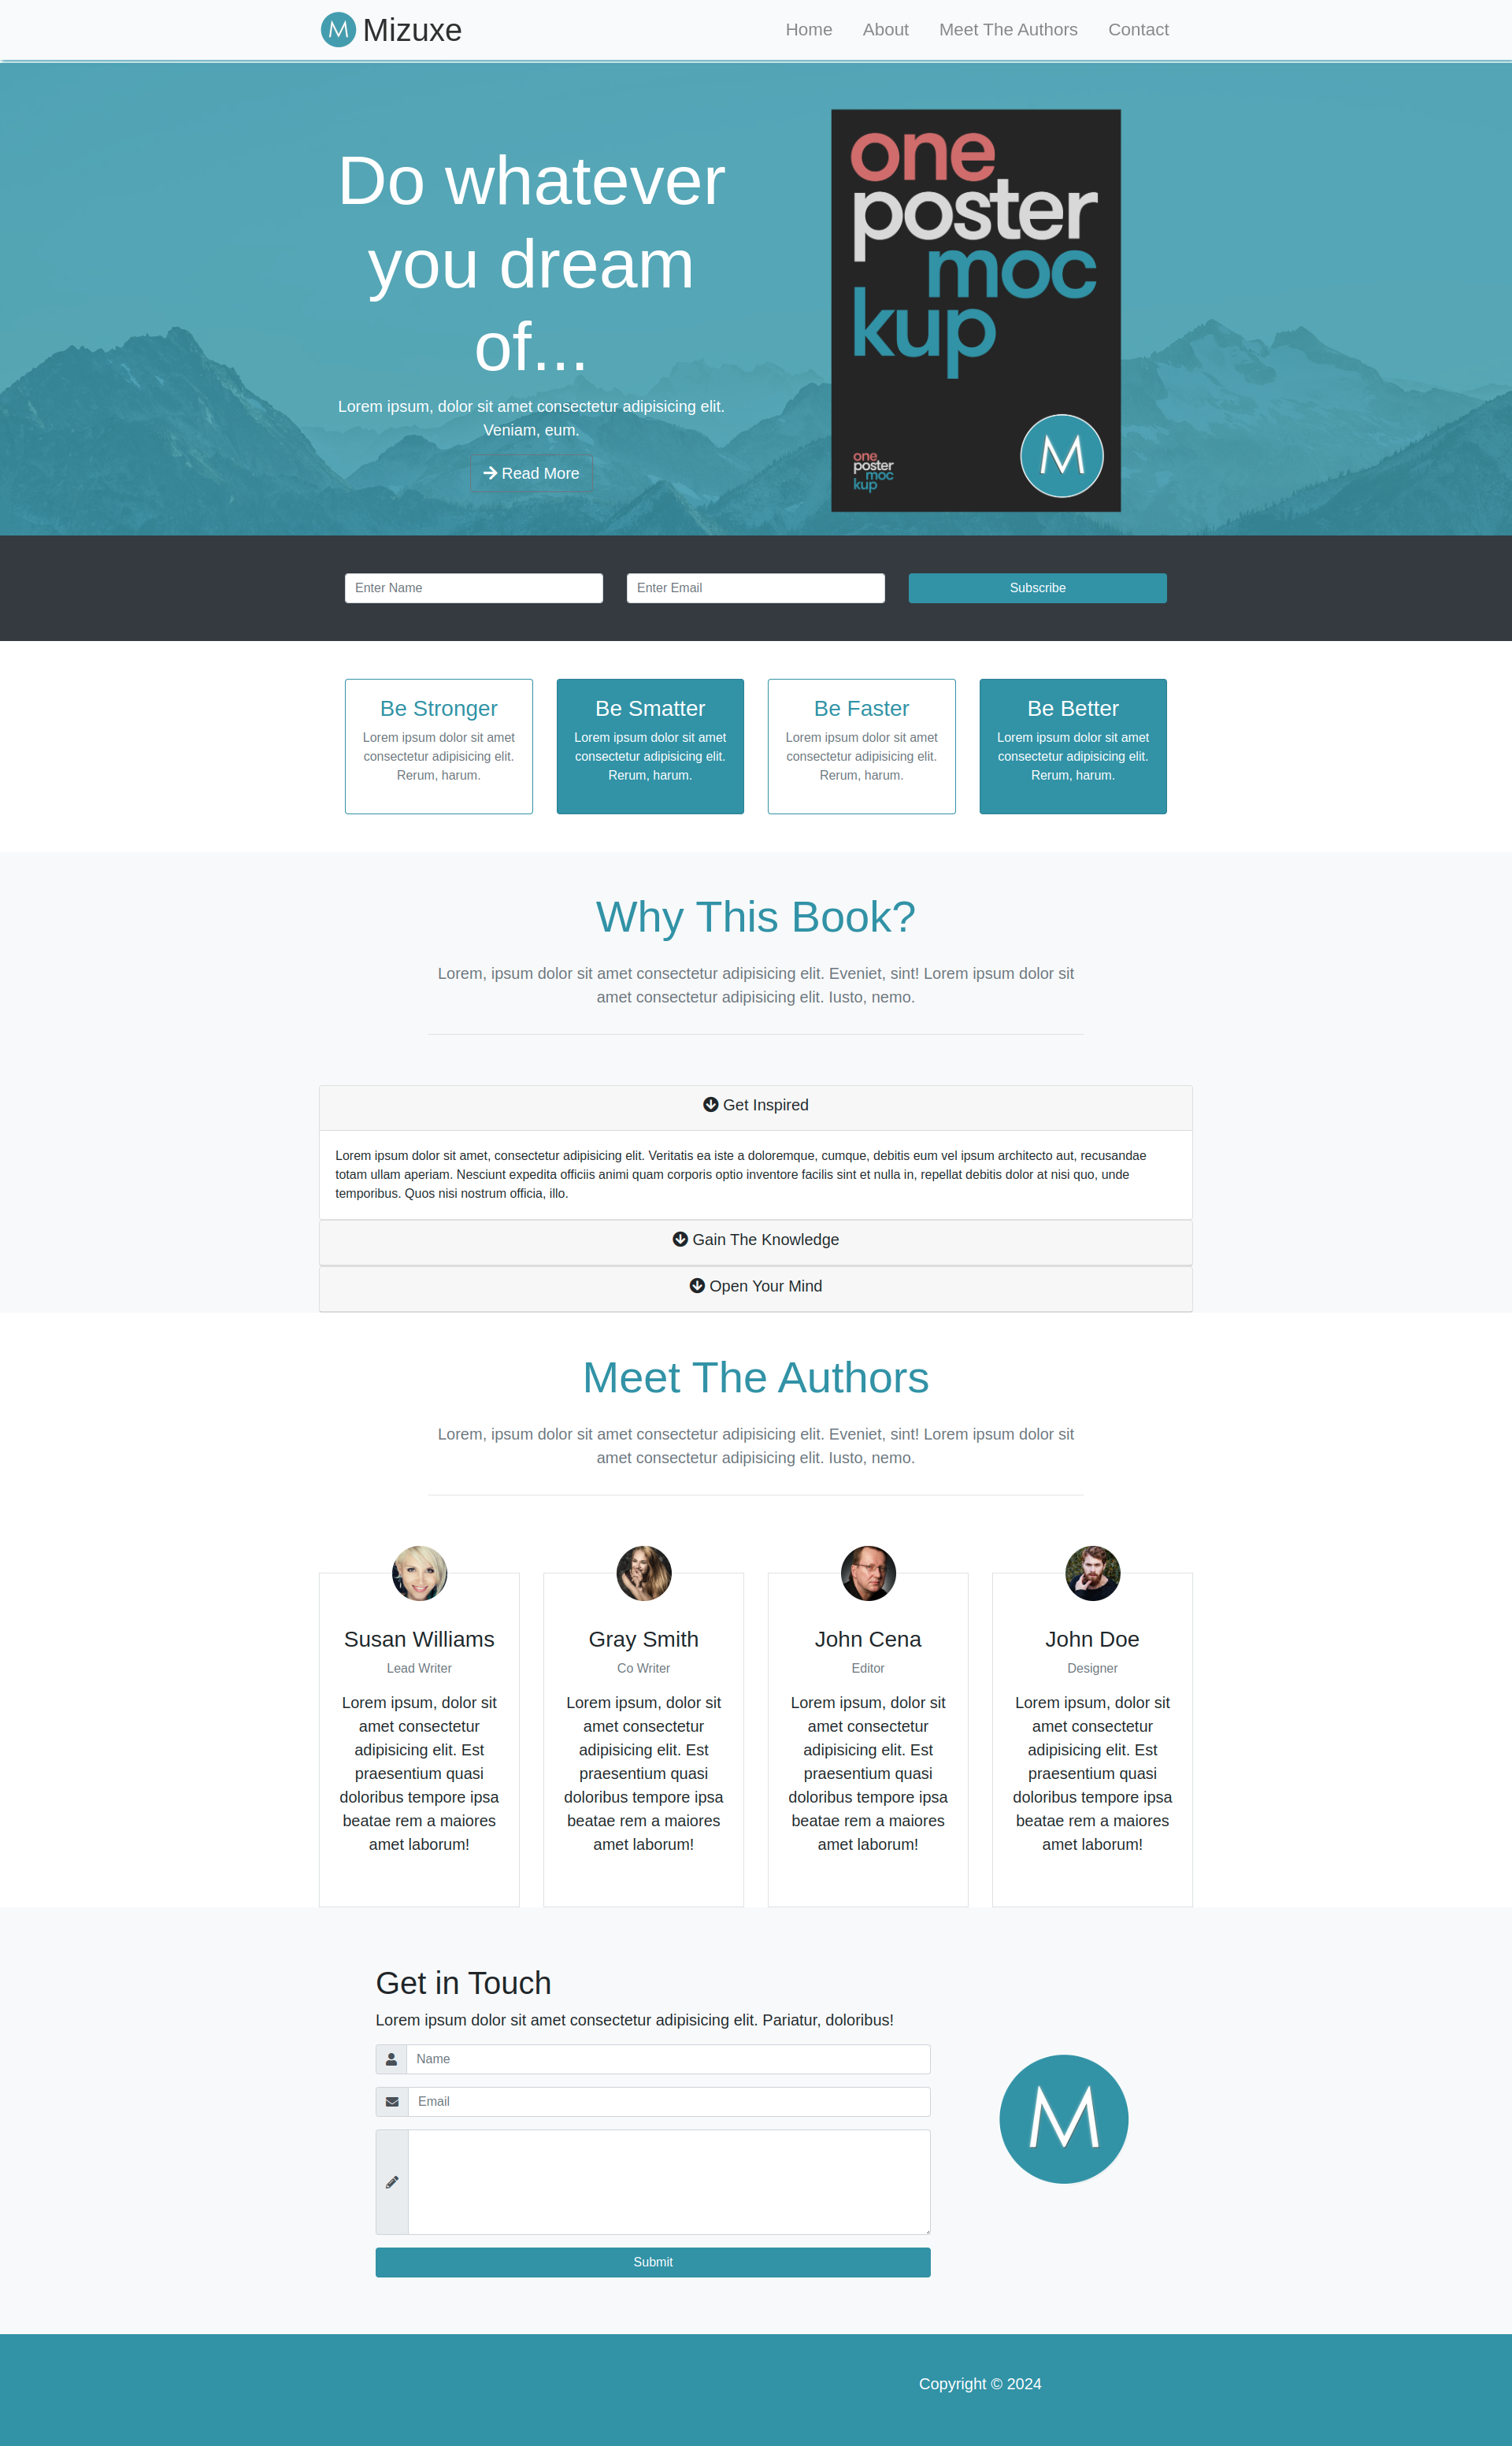 M Mizuxe
Home About Meet The Authors Contact
Do whatever
you dream
of...
Lorem ipsum, dolor sit amet consectetur adipisicing elit.
Veniam, eum.
Read More
one
poster
moc
kup
one
poster
moc
kup
M
Enter Name
Enter Email
Subscribe
Be Stronger
Lorem ipsum dolor sit amet
consectetur adipisicing elit.
Rerum, harum.
Be Smatter
Lorem ipsum dolor sit amet
consectetur adipisicing elit.
Rerum, harum.
Be Faster
Lorem ipsum dolor sit amet
consectetur adipisicing elit.
Rerum, harum.
Be Better
Lorem ipsum dolor sit amet
consectetur adipisicing elit.
Rerum, harum.
Why This Book?
Lorem, ipsum dolor sit amet consectetur adipisicing elit. Eveniet, sint! Lorem ipsum dolor sit
amet consectetur adipisicing elit. Iusto, nemo.
Get Inspired
Lorem ipsum dolor sit amet, consectetur adipisicing elit. Veritatis ea iste a doloremque, cumque, debitis eum vel ipsum architecto aut, recusandae
totam ullam aperiam. Nesciunt expedita officiis animi quam corporis optio inventore facilis sint et nulla in, repellat debitis dolor at nisi quo, unde
temporibus. Quos nisi nostrum officia, illo.
Gain The Knowledge
Open Your Mind
Meet The Authors
Lorem, ipsum dolor sit amet consectetur adipisicing elit. Eveniet, sint! Lorem ipsum dolor sit
amet consectetur adipisicing elit. Iusto, nemo.
Susan Williams
Lead Writer
Lorem ipsum, dolor sit
amet consectetur
adipisicing elit. Est
praesentium quasi
doloribus tempore ipsa
beatae rem a maiores
amet laborum!
Gray Smith
Co Writer
Lorem ipsum, dolor sit
amet consectetur
adipisicing elit. Est
praesentium quasi
doloribus tempore ipsa
beatae rem a maiores
amet laborum!
John Cena
Editor
Lorem ipsum, dolor sit
amet consectetur
adipisicing elit. Est
praesentium quasi
doloribus tempore ipsa
beatae rem a maiores
amet laborum!
John Doe
Designer
Lorem ipsum, dolor sit
amet consectetur
adipisicing elit. Est
praesentium quasi
doloribus tempore ipsa
beatae rem a maiores
amet laborum!
Get in Touch
Lorem ipsum dolor sit amet consectetur adipisicing elit. Pariatur, doloribus!
Name
Email
Submit
M
Copyright © 2024